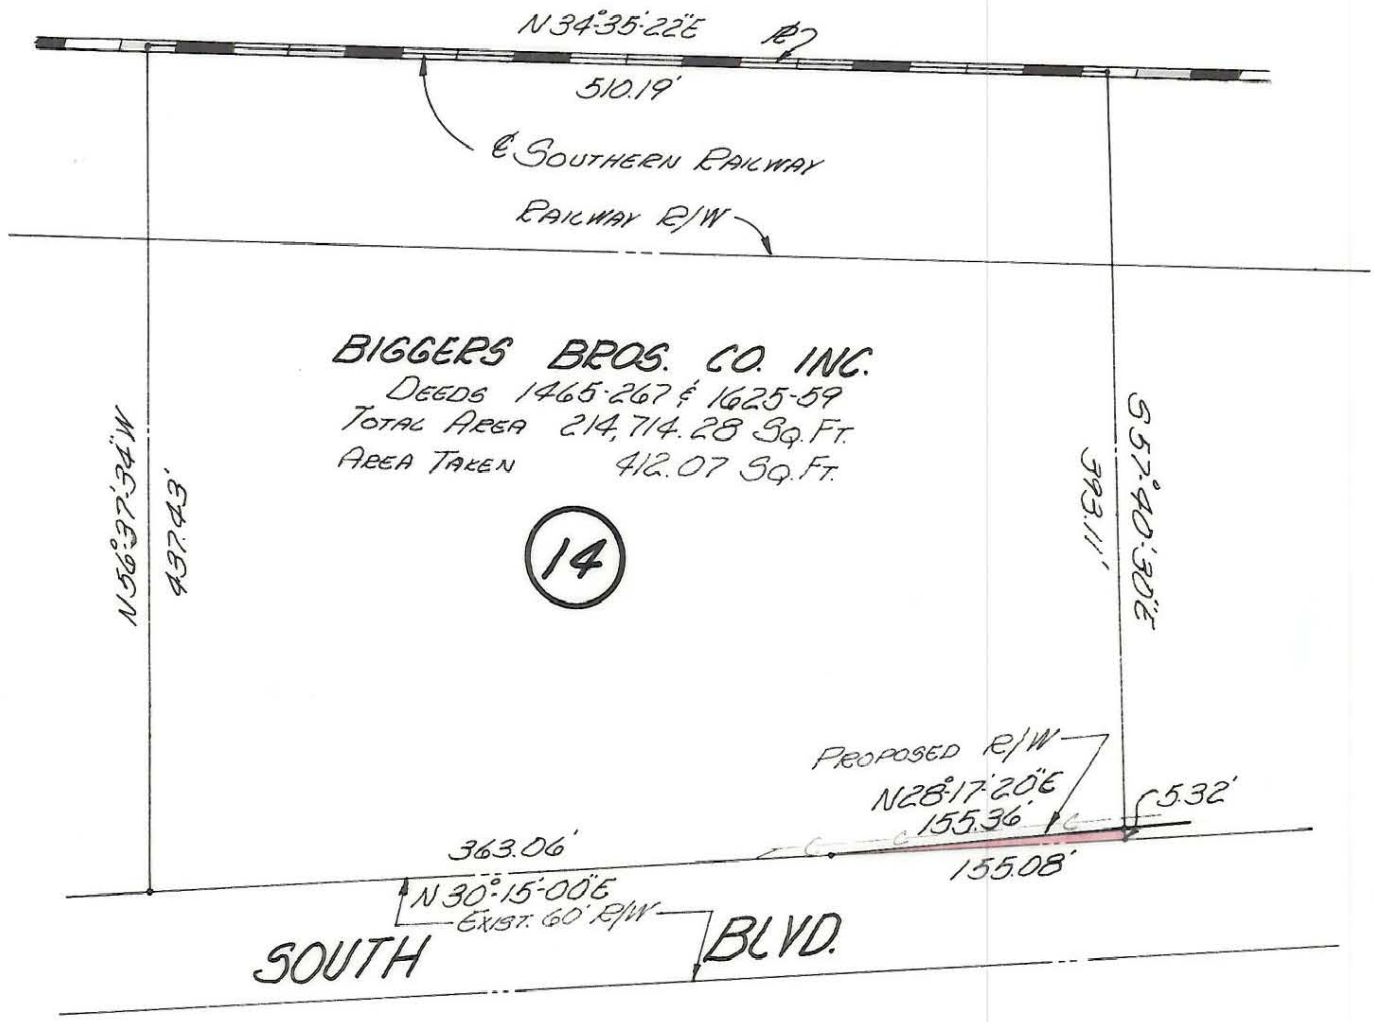 N 34°-35'-22"E
510.19'
℄ SOUTHERN RAILWAY
RAILWAY R/W
BIGGERS BROS. CO. INC.
DEEDS 1465-267 & 1625-59
TOTAL AREA 214,714.28 SQ. FT.
AREA TAKEN 412.07 SQ. FT.
14
N56°-37'-34"W
437.43'
S 57°-40'-30"E
393.11'
PROPOSED R/W
N28°-17'-20"E
155.36'
5.32'
155.08'
363.06'
N 30°-15'-00"E
EXIST. 60' R/W
SOUTH BLVD.